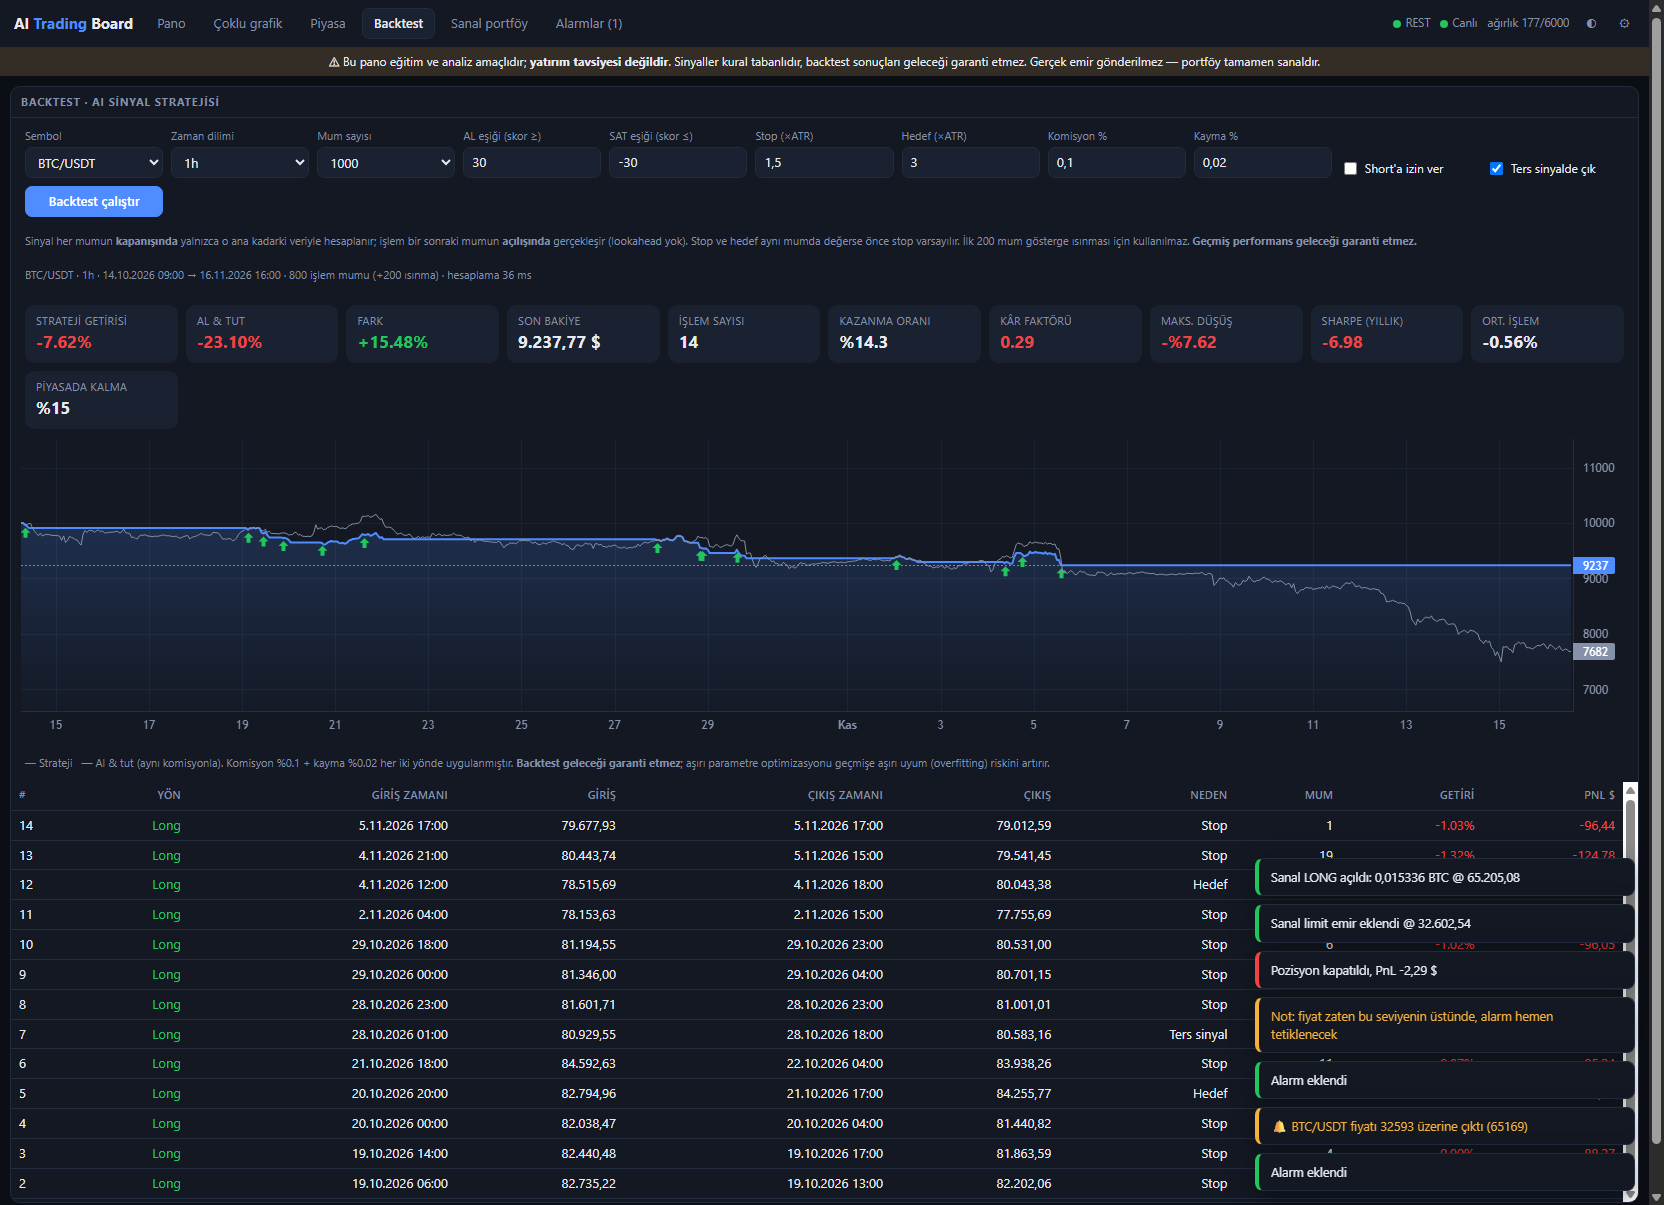 AI Trading Board Pano Çoklu grafik Piyasa Backtest Sanal portföy Alarmlar (1) REST Canlı ağırlık 177/6000
⚠ Bu pano eğitim ve analiz amaçlıdır; yatırım tavsiyesi değildir. Sinyaller kural tabanlıdır, backtest sonuçları geleceği garanti etmez. Gerçek emir gönderilmez — portföy tamamen sanaldır.
BACKTEST · AI SİNYAL STRATEJİSİ
Sembol Zaman dilimi Mum sayısı AL eşiği (skor ≥) SAT eşiği (skor ≤) Stop (×ATR) Hedef (×ATR) Komisyon % Kayma %
BTC/USDT 1h 1000 30 -30 1,5 3 0,1 0,02 Short'a izin ver Ters sinyalde çık
Backtest çalıştır
Sinyal her mumun kapanışında yalnızca o ana kadarki veriyle hesaplanır; işlem bir sonraki mumun açılışında gerçekleşir (lookahead yok). Stop ve hedef aynı mumda değerse önce stop varsayılır. İlk 200 mum gösterge ısınması için kullanılmaz. Geçmiş performans geleceği garanti etmez.
BTC/USDT · 1h · 14.10.2026 09:00 → 16.11.2026 16:00 · 800 işlem mumu (+200 ısınma) · hesaplama 36 ms
STRATEJİ GETİRİSİ AL & TUT FARK SON BAKİYE İŞLEM SAYISI KAZANMA ORANI KÂR FAKTÖRÜ MAKS. DÜŞÜŞ SHARPE (YILLIK) ORT. İŞLEM
-7.62% -23.10% +15.48% 9.237,77 $ 14 %14.3 0.29 -%7.62 -6.98 -0.56%
PİYASADA KALMA
%15
11000
10000
9237
9000
8000
7682
7000
15 17 19 21 23 25 27 29 Kas 3 5 7 9 11 13 15
— Strateji — Al & tut (aynı komisyonla). Komisyon %0.1 + kayma %0.02 her iki yönde uygulanmıştır. Backtest geleceği garanti etmez; aşırı parametre optimizasyonu geçmişe aşırı uyum (overfitting) riskini artırır.
# YÖN GİRİŞ ZAMANI GİRİŞ ÇIKIŞ ZAMANI ÇIKIŞ NEDEN MUM GETİRİ PNL $
14 Long 5.11.2026 17:00 79.677,93 5.11.2026 17:00 79.012,59 Stop 1 -1.03% -96,44
13 Long 4.11.2026 21:00 80.443,74 5.11.2026 15:00 79.541,45 Stop 19 -1.32% -124,78
12 Long 4.11.2026 12:00 78.515,69 4.11.2026 18:00 80.043,38 Hedef
Sanal LONG açıldı: 0,015336 BTC @ 65.205,08
11 Long 2.11.2026 04:00 78.153,63 2.11.2026 15:00 77.755,69 Stop
Sanal limit emir eklendi @ 32.602,54
10 Long 29.10.2026 18:00 81.194,55 29.10.2026 23:00 80.531,00 Stop 6 -1.02% -96,05
9 Long 29.10.2026 00:00 81.346,00 29.10.2026 04:00 80.701,15 Stop
Pozisyon kapatıldı, PnL -2,29 $
8 Long 28.10.2026 23:00 81.601,71 28.10.2026 23:00 81.001,01 Stop
Not: fiyat zaten bu seviyenin üstünde, alarm hemen
tetiklenecek
7 Long 28.10.2026 01:00 80.929,55 28.10.2026 18:00 80.583,16 Ters sinyal
6 Long 21.10.2026 18:00 84.592,63 22.10.2026 04:00 83.938,26 Stop
Alarm eklendi
5 Long 20.10.2026 20:00 82.794,96 21.10.2026 17:00 84.255,77 Hedef
4 Long 20.10.2026 00:00 82.038,47 20.10.2026 04:00 81.440,82 Stop
🔔 BTC/USDT fiyatı 32593 üzerine çıktı (65169)
3 Long 19.10.2026 14:00 82.440,48 19.10.2026 17:00 81.863,59 Stop
Alarm eklendi
2 Long 19.10.2026 06:00 82.735,22 19.10.2026 13:00 82.202,06 Stop